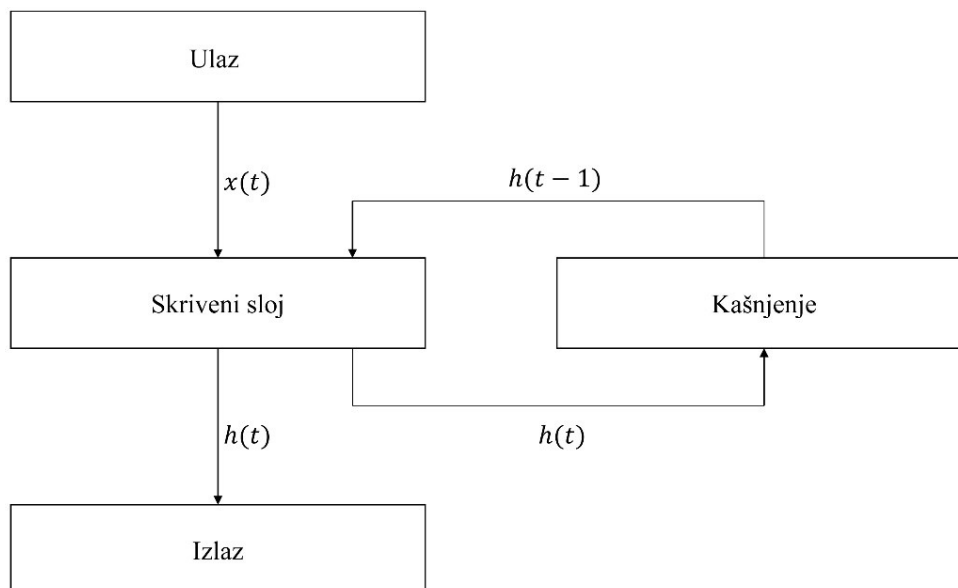 Ulaz
x(t)
h(t − 1)
Skriveni sloj
Kašnjenje
h(t)
h(t)
Izlaz